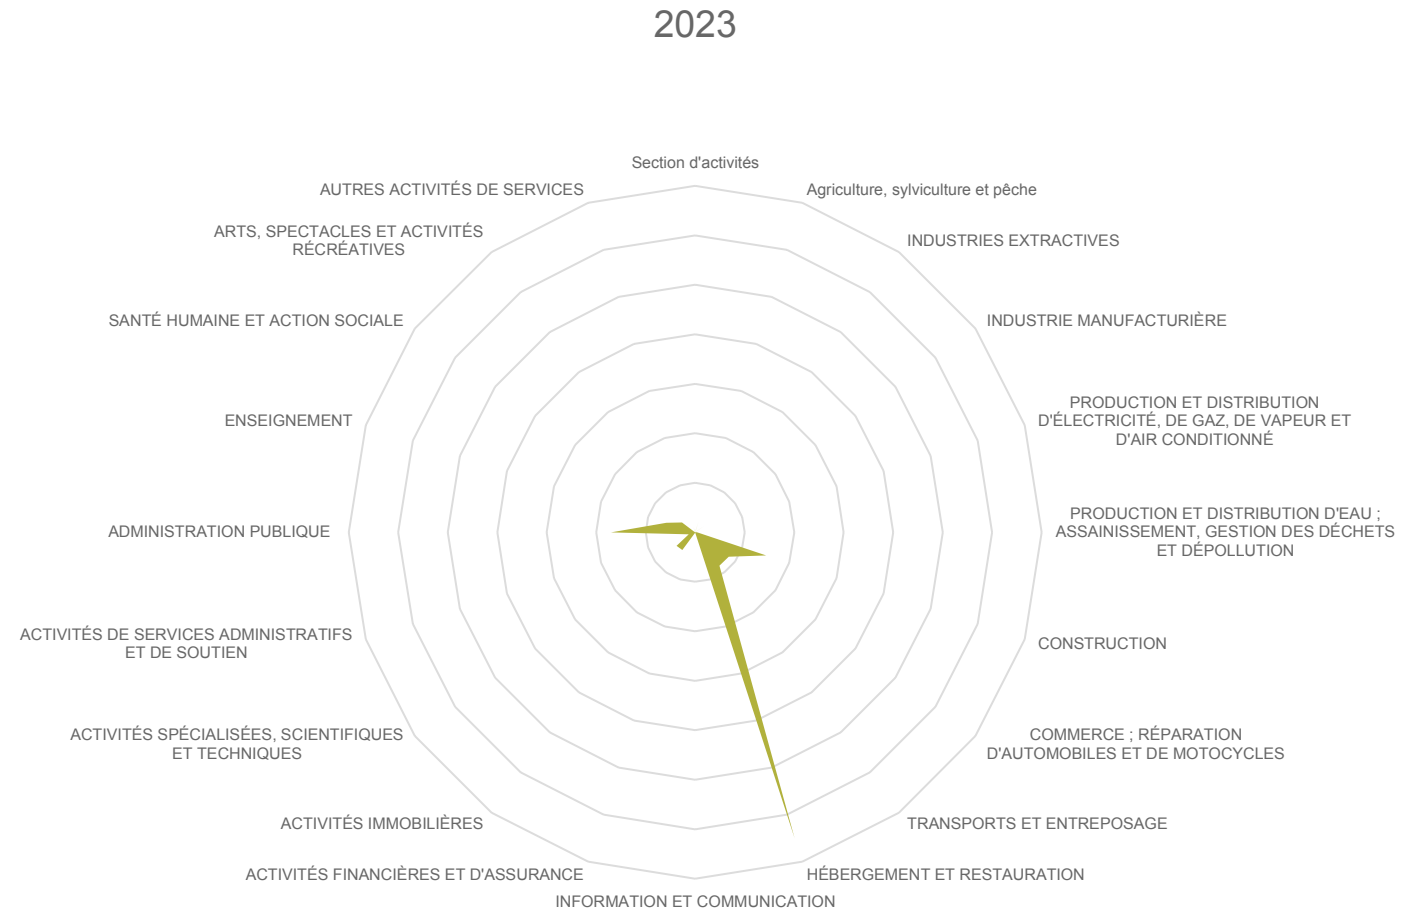 2023
Section d'activités
Agriculture, sylviculture et pêche
INDUSTRIES EXTRACTIVES
INDUSTRIE MANUFACTURIÈRE
PRODUCTION ET DISTRIBUTION
D'ÉLECTRICITÉ, DE GAZ, DE VAPEUR ET
D'AIR CONDITIONNÉ
PRODUCTION ET DISTRIBUTION D'EAU ;
ASSAINISSEMENT, GESTION DES DÉCHETS
ET DÉPOLLUTION
CONSTRUCTION
COMMERCE ; RÉPARATION
D'AUTOMOBILES ET DE MOTOCYCLES
TRANSPORTS ET ENTREPOSAGE
HÉBERGEMENT ET RESTAURATION
INFORMATION ET COMMUNICATION
ACTIVITÉS FINANCIÈRES ET D'ASSURANCE
ACTIVITÉS IMMOBILIÈRES
ACTIVITÉS SPÉCIALISÉES, SCIENTIFIQUES
ET TECHNIQUES
ACTIVITÉS DE SERVICES ADMINISTRATIFS
ET DE SOUTIEN
ADMINISTRATION PUBLIQUE
ENSEIGNEMENT
SANTÉ HUMAINE ET ACTION SOCIALE
ARTS, SPECTACLES ET ACTIVITÉS
RÉCRÉATIVES
AUTRES ACTIVITÉS DE SERVICES